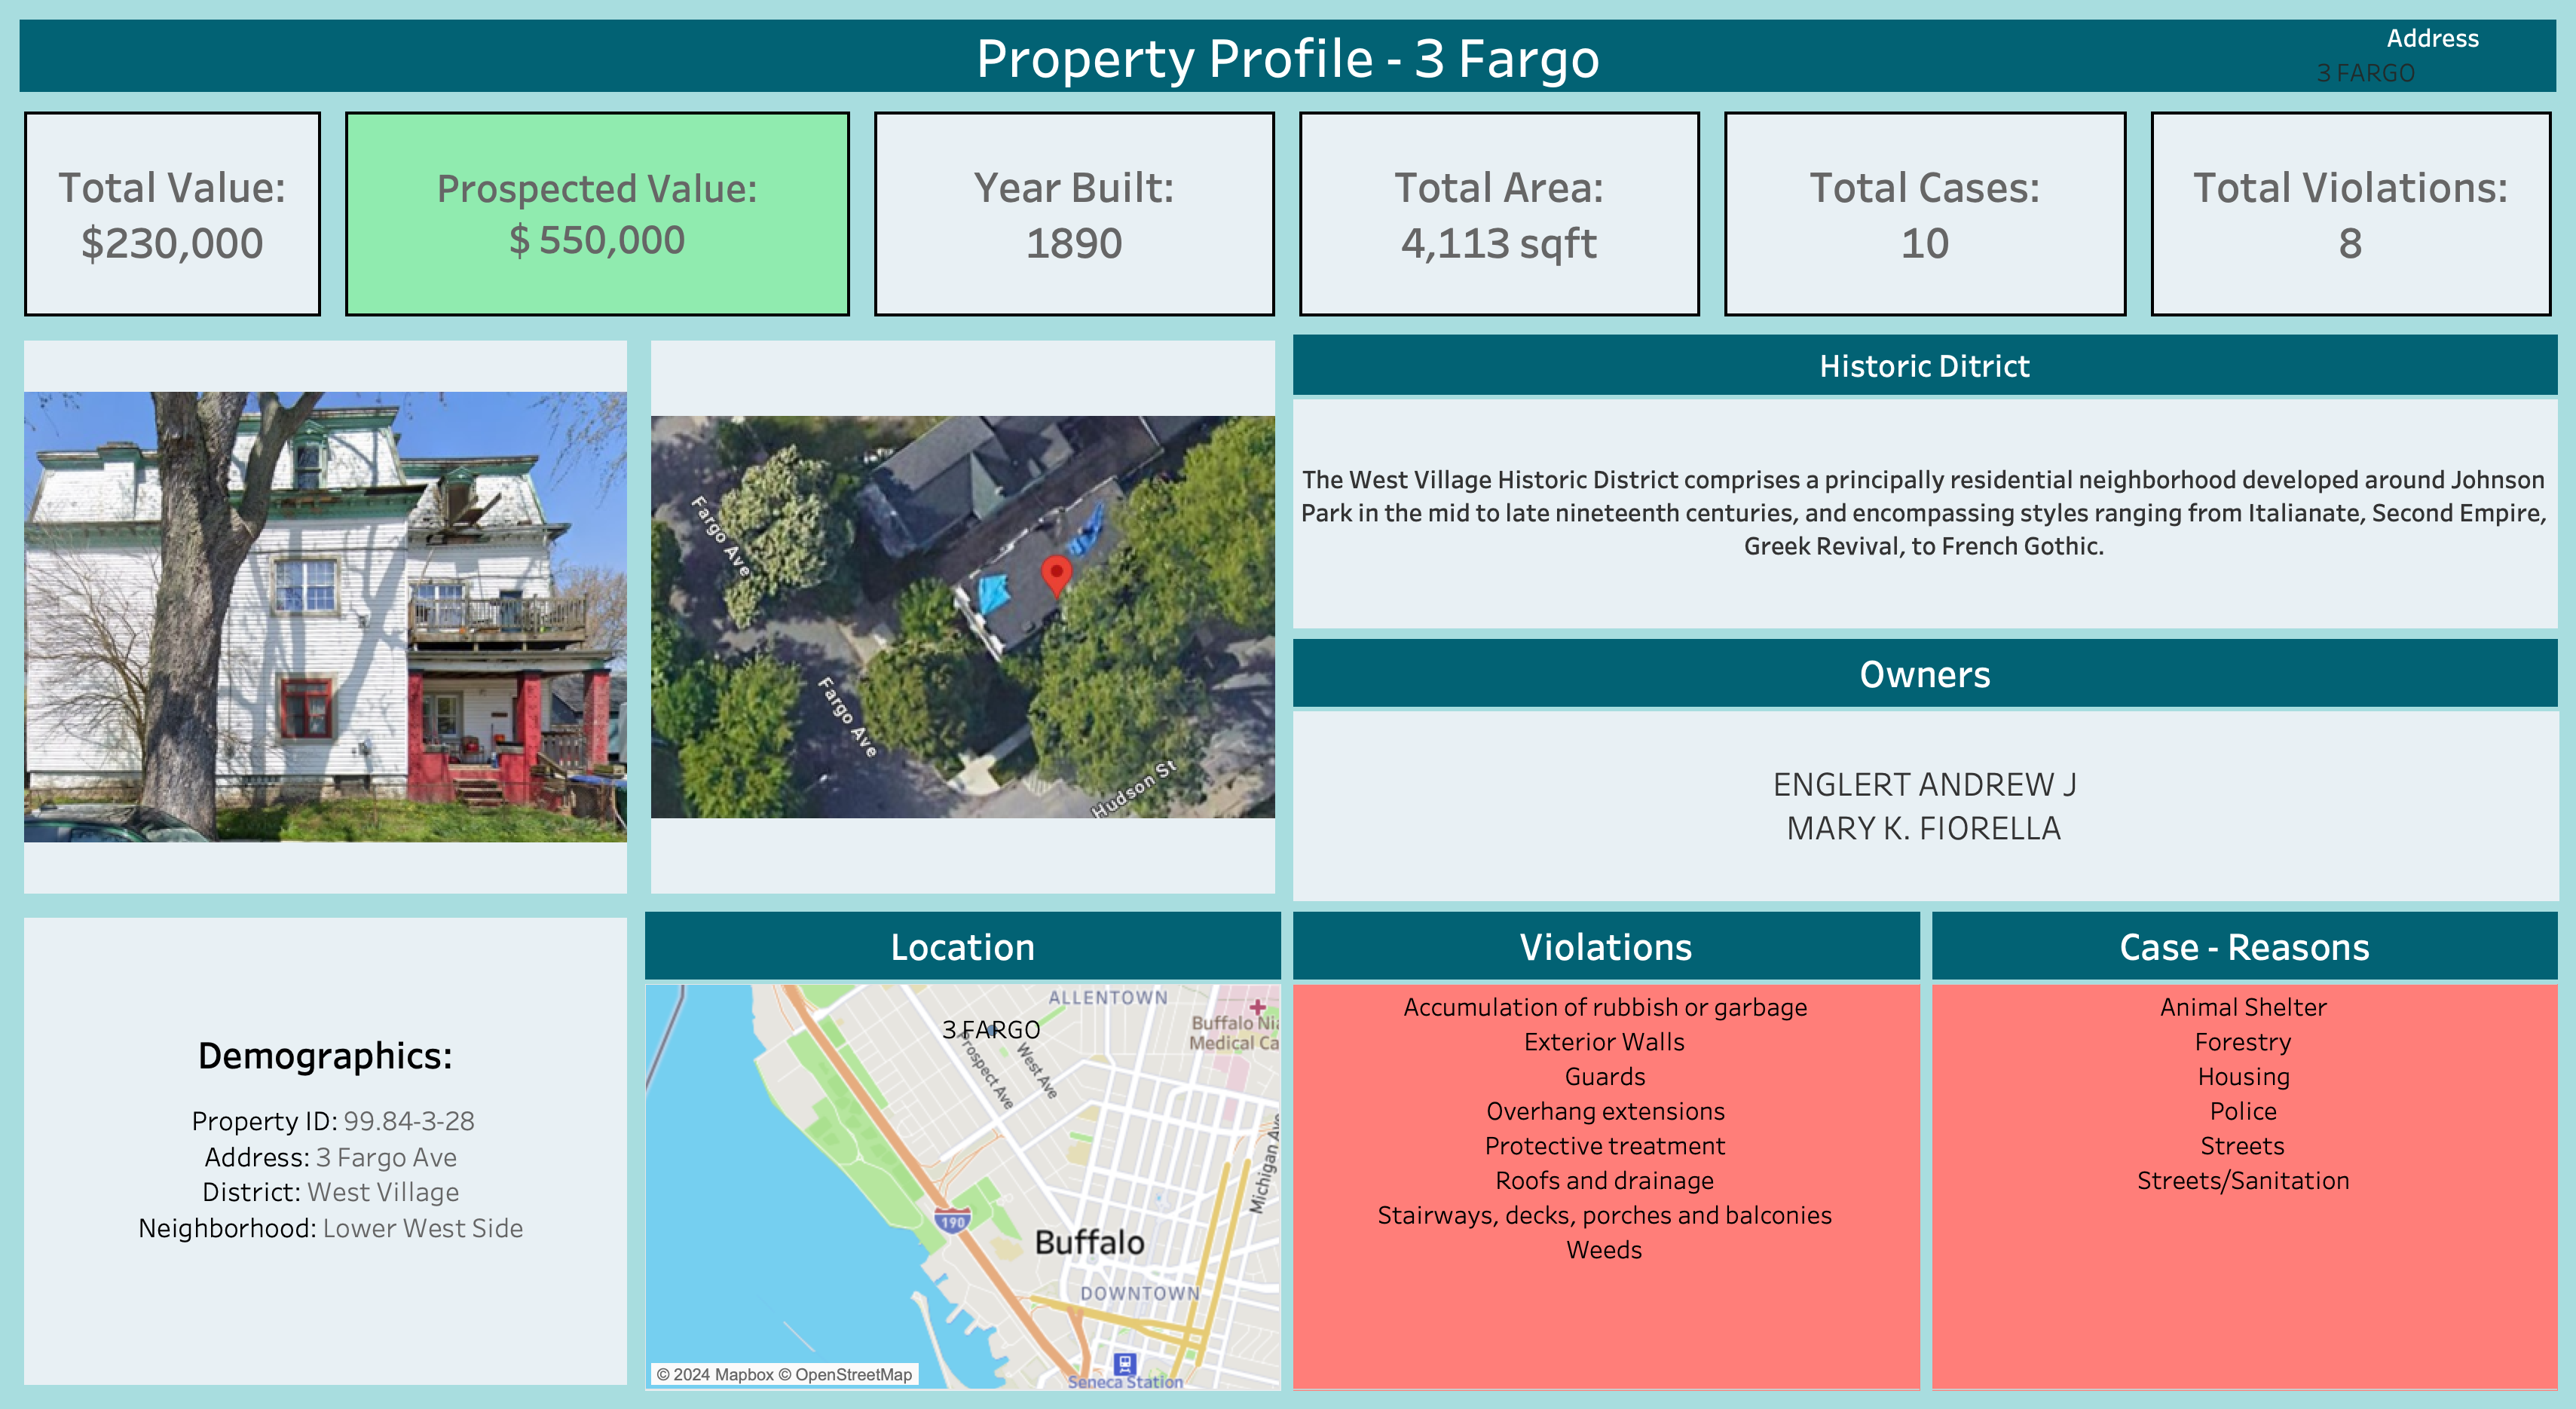 Property Profile - 3 Fargo
Address
3 FARGO
Total Value:
$230,000
Prospected Value:
$ 550,000
Year Built:
1890
Total Area:
4,113 sqft
Total Cases:
10
Total Violations:
8
Fargo Ave
Fargo Ave
Hudson St
Historic Ditrict
The West Village Historic District comprises a principally residential neighborhood developed around Johnson
Park in the mid to late nineteenth centuries, and encompassing styles ranging from Italianate, Second Empire,
Greek Revival, to French Gothic.
Owners
ENGLERT ANDREW J
MARY K. FIORELLA
Demographics:
Property ID: 99.84-3-28
Address: 3 Fargo Ave
District: West Village
Neighborhood: Lower West Side
Location
ALLENTOWN
3 FARGO
Buffalo Nia
Medical Ca
Prospect Ave
West Ave
Michigan Ave
190
Buffalo
DOWNTOWN
Seneca Station
© 2024 Mapbox © OpenStreetMap
Violations
Accumulation of rubbish or garbage
Exterior Walls
Guards
Overhang extensions
Protective treatment
Roofs and drainage
Stairways, decks, porches and balconies
Weeds
Case - Reasons
Animal Shelter
Forestry
Housing
Police
Streets
Streets/Sanitation